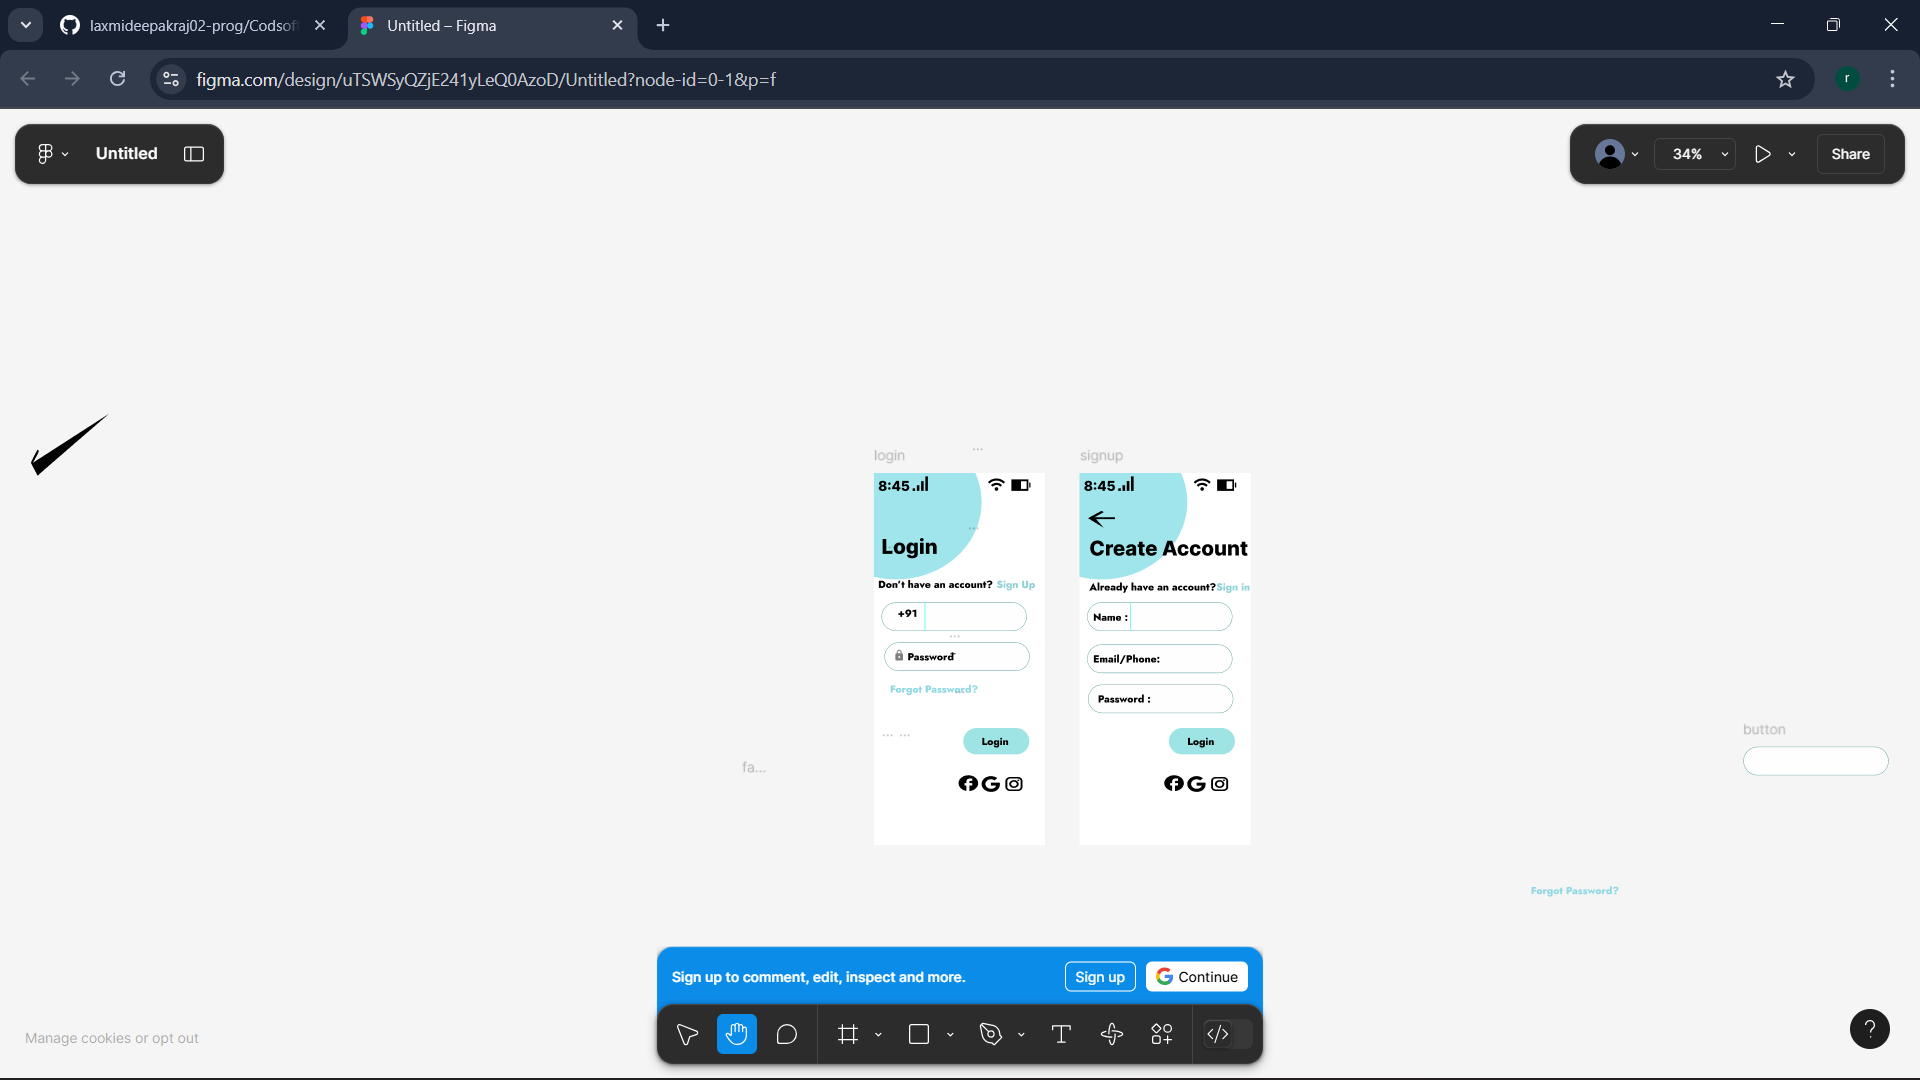 laxmideepakraj02-prog/Codsof
Untitled – Figma
figma.com/design/uTSWSyQZjE241yLeQ0AzoD/Untitled?node-id=0-1&p=f
r
Untitled
34%
Share
login
...
signup
8:45
8:45
...
Login
Create Account
Don't have an account? Sign Up
Already have an account?Sign in
+91
Name :
...
Password
Email/Phone:
Forgot Password?
Password :
... ...
Login
Login
button
fa...
Forgot Password?
Sign up to comment, edit, inspect and more.
Sign up
Continue
Manage cookies or opt out
?